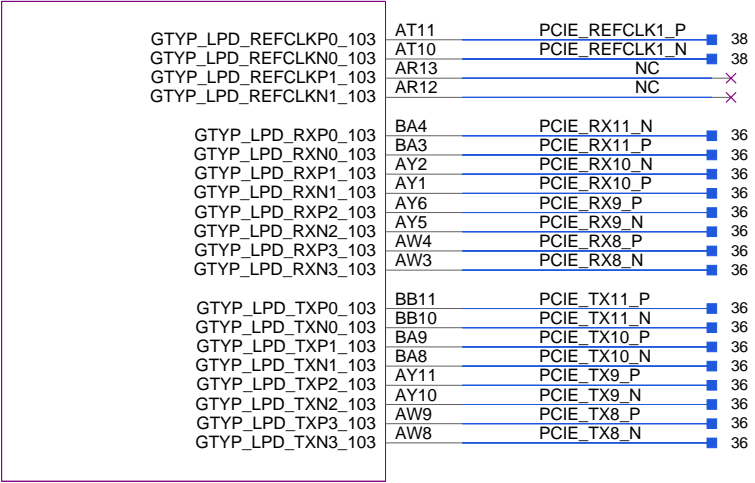 GTYP_LPD_REFCLKP0_103 AT11 PCIE_REFCLK1_P 38
GTYP_LPD_REFCLKN0_103 AT10 PCIE_REFCLK1_N 38
GTYP_LPD_REFCLKP1_103 AR13 NC
GTYP_LPD_REFCLKN1_103 AR12 NC
GTYP_LPD_RXP0_103 BA4 PCIE_RX11_N 36
GTYP_LPD_RXN0_103 BA3 PCIE_RX11_P 36
GTYP_LPD_RXP1_103 AY2 PCIE_RX10_N 36
GTYP_LPD_RXN1_103 AY1 PCIE_RX10_P 36
GTYP_LPD_RXP2_103 AY6 PCIE_RX9_P 36
GTYP_LPD_RXN2_103 AY5 PCIE_RX9_N 36
GTYP_LPD_RXP3_103 AW4 PCIE_RX8_P 36
GTYP_LPD_RXN3_103 AW3 PCIE_RX8_N 36
GTYP_LPD_TXP0_103 BB11 PCIE_TX11_P 36
GTYP_LPD_TXN0_103 BB10 PCIE_TX11_N 36
GTYP_LPD_TXP1_103 BA9 PCIE_TX10_P 36
GTYP_LPD_TXN1_103 BA8 PCIE_TX10_N 36
GTYP_LPD_TXP2_103 AY11 PCIE_TX9_P 36
GTYP_LPD_TXN2_103 AY10 PCIE_TX9_N 36
GTYP_LPD_TXP3_103 AW9 PCIE_TX8_P 36
GTYP_LPD_TXN3_103 AW8 PCIE_TX8_N 36